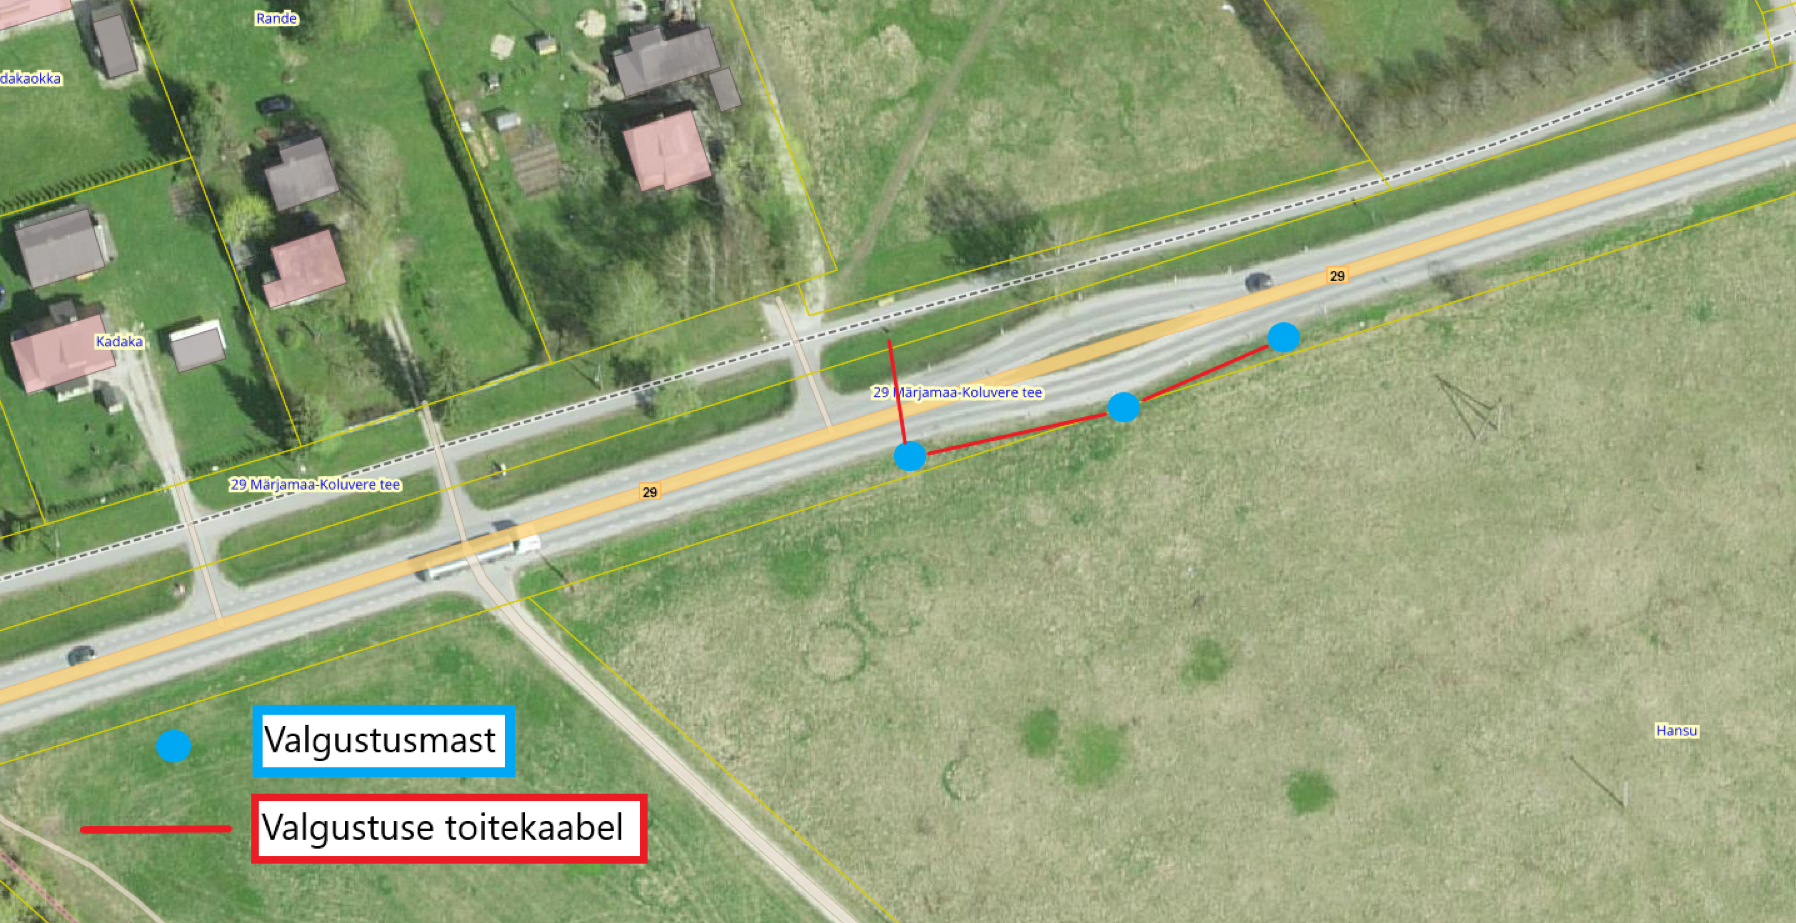 Rande
dakaokka
29
Kadaka
29 Märjamaa-Koluvere tee
29 Märjamaa-Koluvere tee
29
Hansu
Valgustusmast
Valgustuse toitekaabel